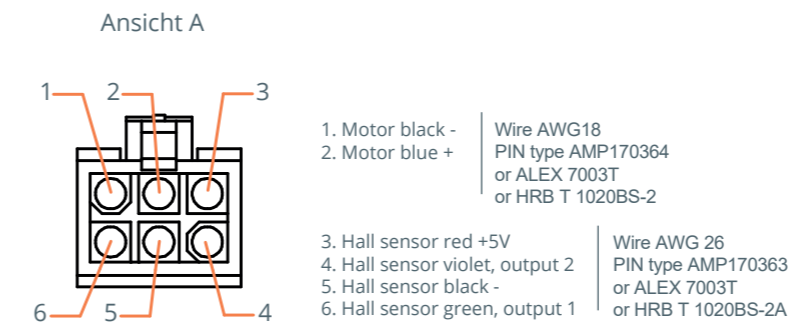 Ansicht A
1 2 3
1. Motor black -
2. Motor blue +
Wire AWG18
PIN type AMP170364
or ALEX 7003T
or HRB T 1020BS-2
3. Hall sensor red +5V
4. Hall sensor violet, output 2
5. Hall sensor black -
6. Hall sensor green, output 1
Wire AWG 26
PIN type AMP170363
or ALEX 7003T
or HRB T 1020BS-2A
6 5 4